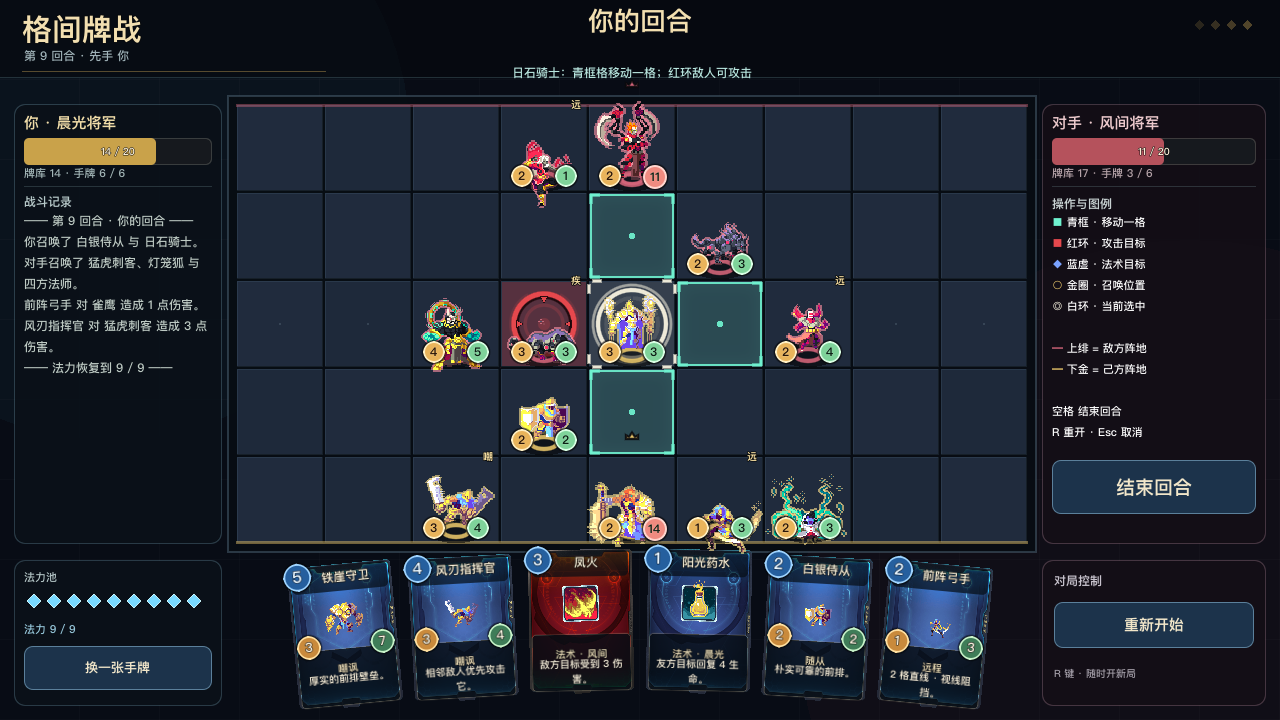 格间牌战
第 9 回合 · 先手 你
你的回合
日石骑士：青框格移动一格；红环敌人可攻击
你 · 晨光将军
14 / 20
牌库 14 · 手牌 6 / 6
战斗记录
—— 第 9 回合 · 你的回合 ——
你召唤了 白银侍从 与 日石骑士。
对手召唤了 猛虎刺客、灯笼狐 与
四方法师。
前阵弓手 对 雀鹰 造成 1 点伤害。
风刃指挥官 对 猛虎刺客 造成 3 点
伤害。
—— 法力恢复到 9 / 9 ——
远
2 1
2 11
2 3
疾
远
4 5
3 3
3 3
2 4
2 2
嘲
远
3 4
2 14
1 3
2 3
对手 · 风间将军
11 / 20
牌库 17 · 手牌 3 / 6
操作与图例
青框 · 移动一格
红环 · 攻击目标
蓝虚 · 法术目标
金圈 · 召唤位置
白环 · 当前选中
上绯 = 敌方阵地
下金 = 己方阵地
空格 结束回合
R 重开 · Esc 取消
结束回合
法力池
法力 9 / 9
换一张手牌
5
铁崖守卫
3 7
嘲讽
厚实的前排壁垒。
4
风刃指挥官
3 4
嘲讽
相邻敌人优先攻击
它。
3
凤火
法术 · 风间
敌方目标受到 3 伤
害。
1
阳光药水
法术 · 晨光
友方目标回复 4 生
命。
2
白银侍从
2 2
随从
朴实可靠的前排。
2
前阵弓手
1 3
远程
2 格直线 · 视线阻
挡。
对局控制
重新开始
R 键 · 随时开新局